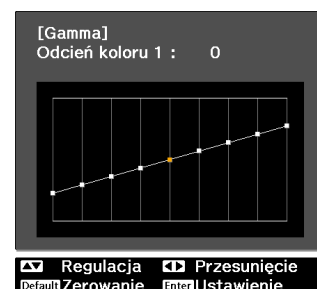 [Gamma]
Odcień koloru 1 : 0
Regulacja Przesunięcie
Default Zerowanie Enter Ustawienie